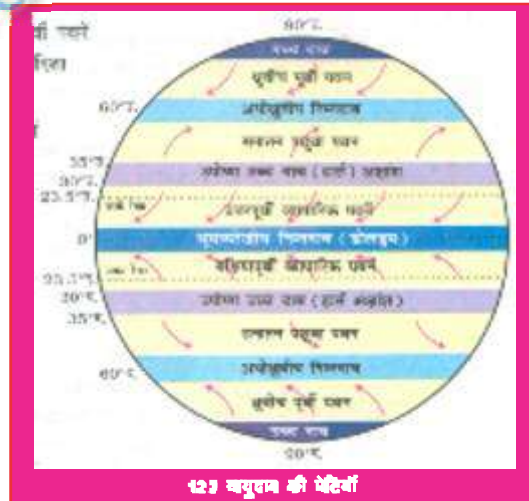 90°उ.
उच्च दाब
ध्रुवीय पूर्वी पवन
60°उ.
अधोध्रुवीय निम्नदाब
पछुवा पवन
35°उ.
उपोष्ण उच्च दाब (हार्स अक्षांश)
30°उ.
23.5°उ.
उत्तरपूर्वी व्यापारिक पवनें
0°
भूमध्यरेखीय निम्नदाब (डोलड्रम)
दक्षिणपूर्वी व्यापारिक पवनें
23.5°द.
30°द.
उपोष्ण उच्च दाब (हार्स अक्षांश)
35°द.
पछुवा पवन
60°द.
अधोध्रुवीय निम्नदाब
ध्रुवीय पूर्वी पवन
उच्च दाब
90°द.
वायुदाब की पेटियाँ